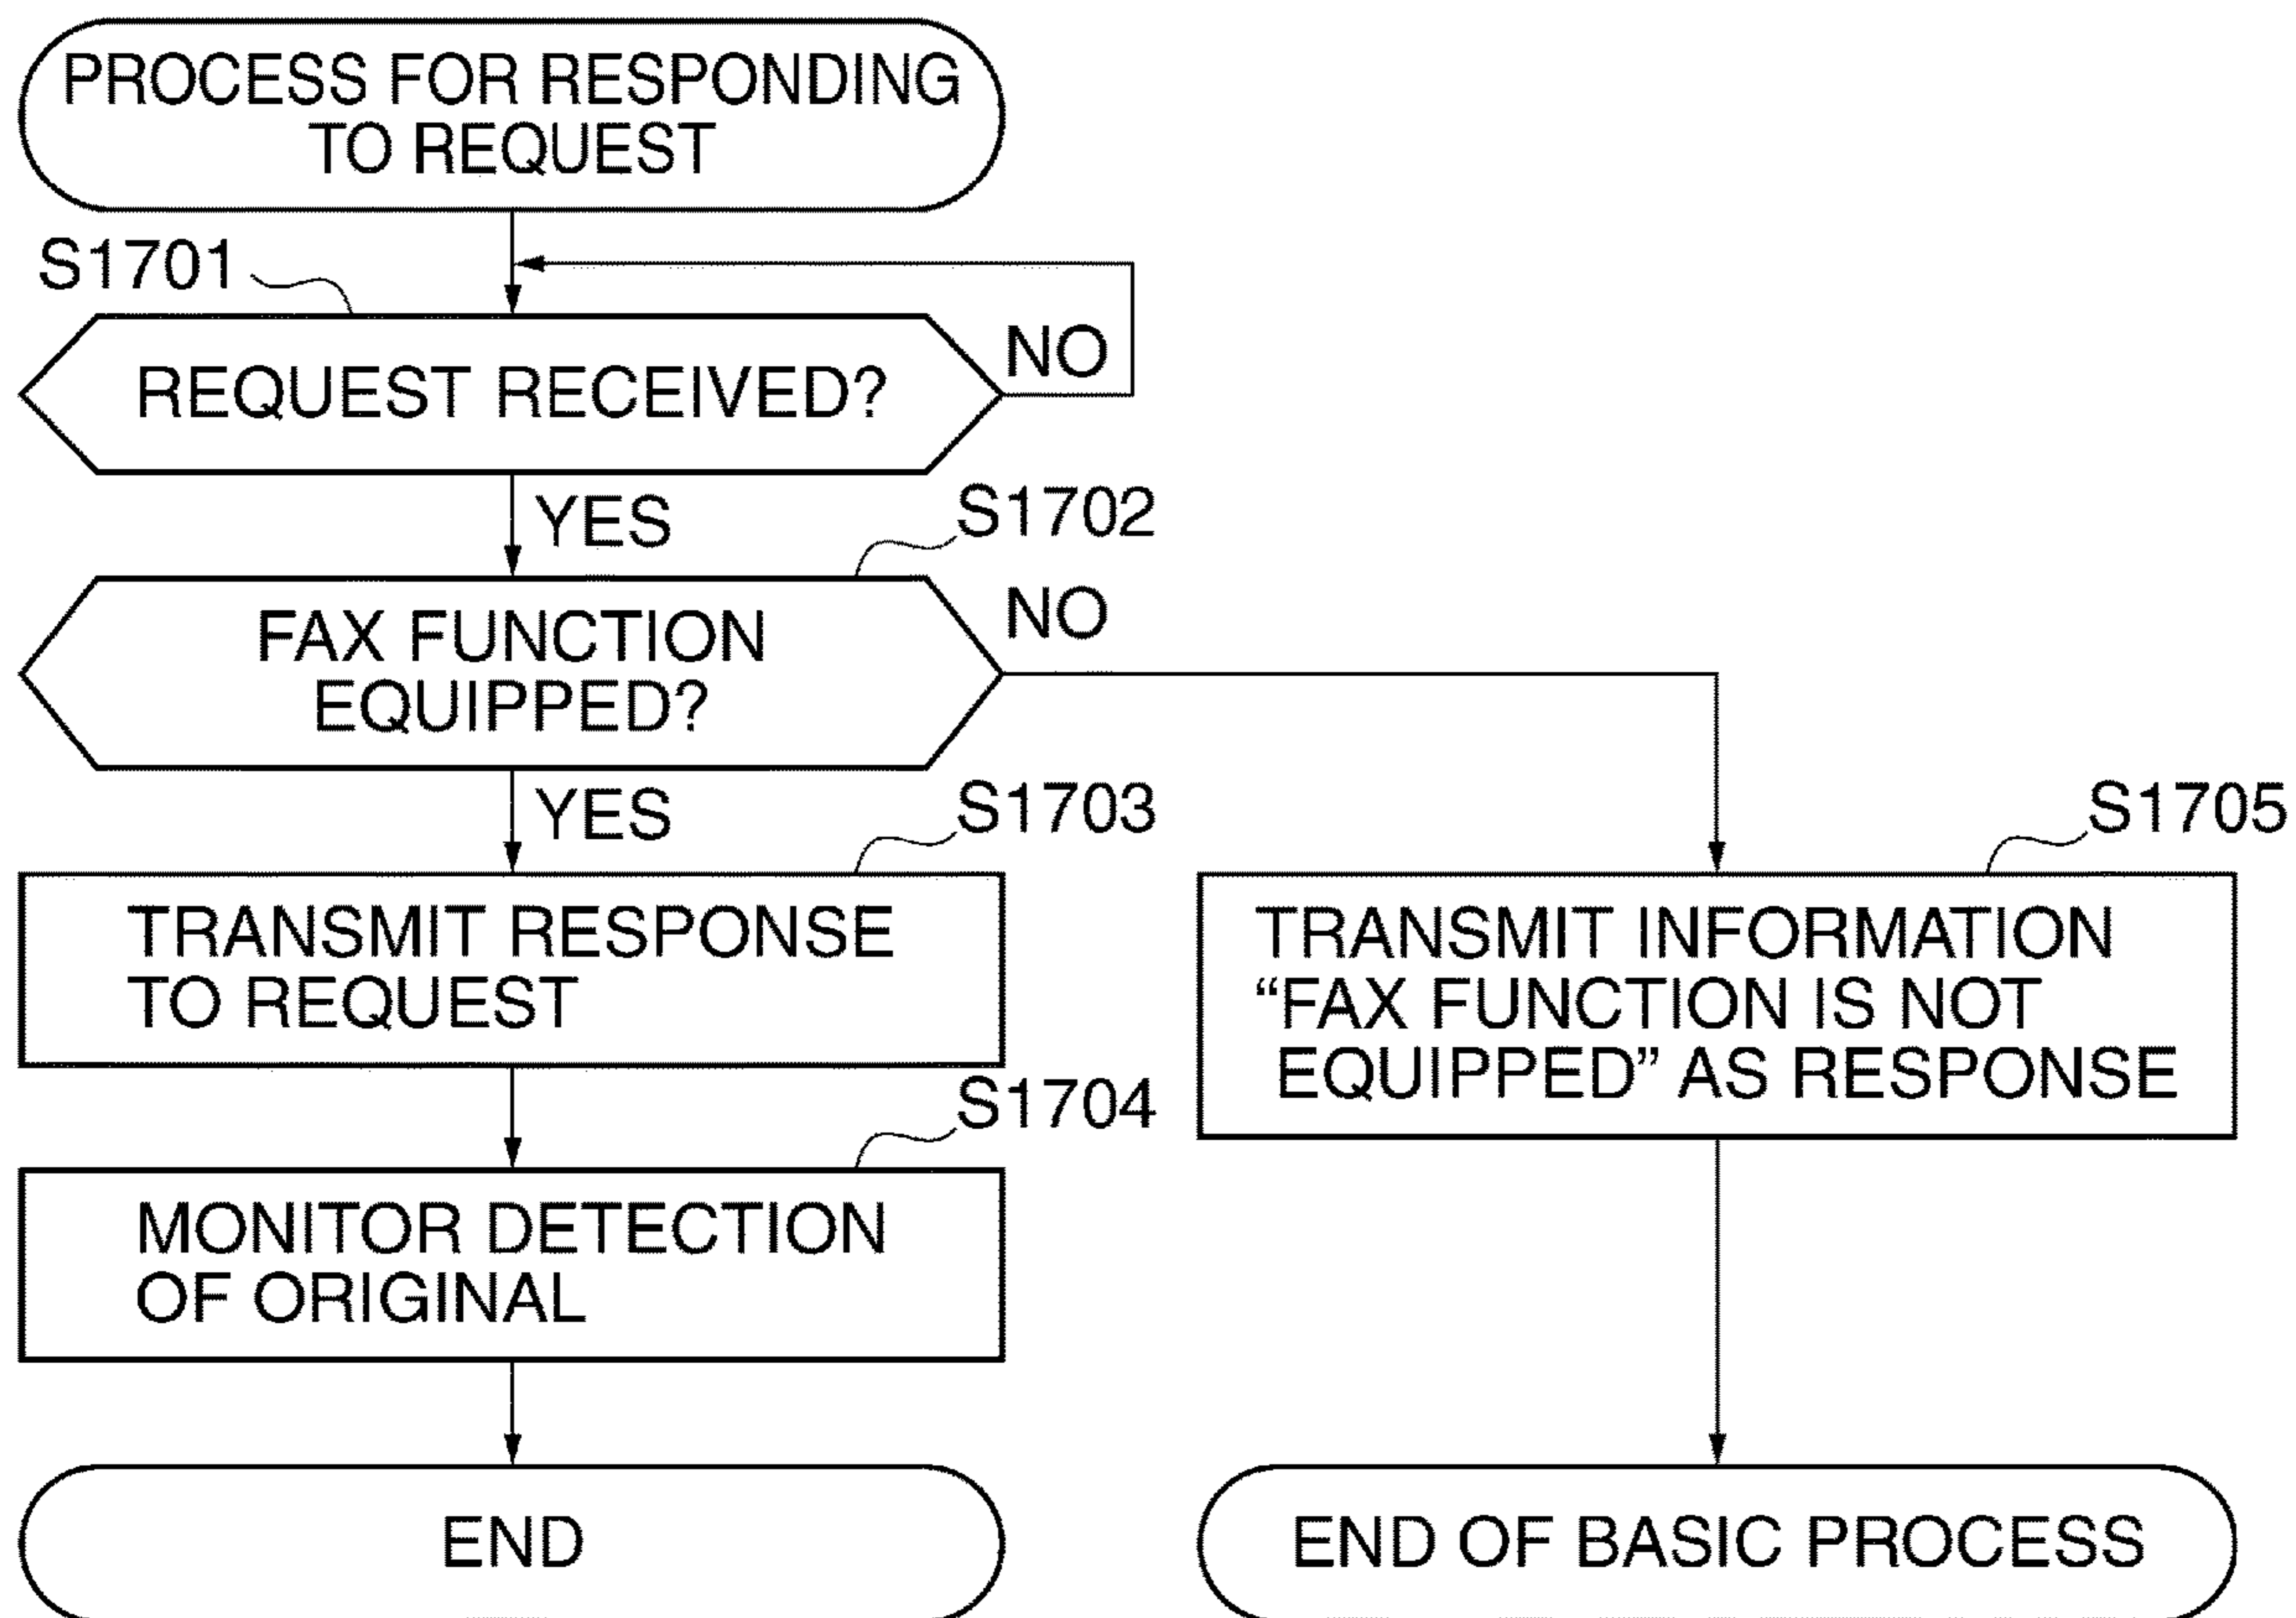 PROCESS FOR RESPONDING
TO REQUEST
S1701
REQUEST RECEIVED?
NO
YES
S1702
FAX FUNCTION
EQUIPPED?
NO
YES
S1703
TRANSMIT RESPONSE
TO REQUEST
S1705
TRANSMIT INFORMATION
“FAX FUNCTION IS NOT
EQUIPPED” AS RESPONSE
S1704
MONITOR DETECTION
OF ORIGINAL
END
END OF BASIC PROCESS